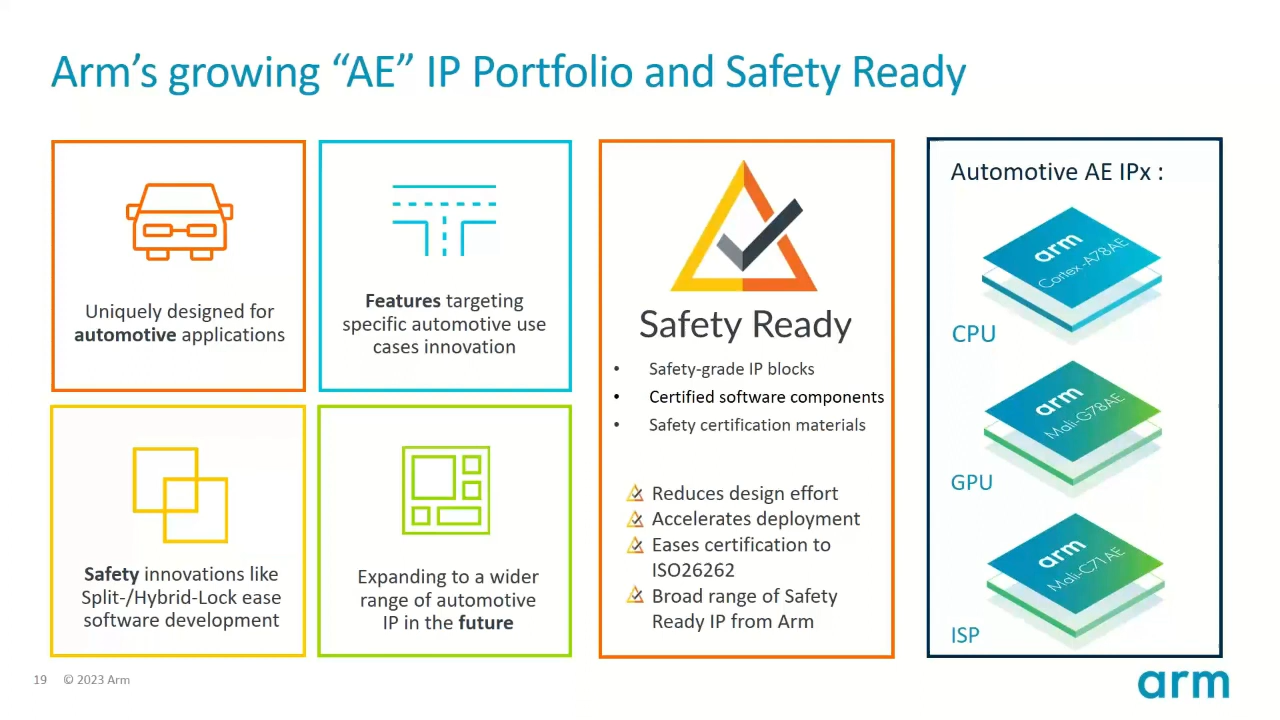 Arm's growing “AE” IP Portfolio and Safety Ready
Uniquely designed for
automotive applications
Features targeting
specific automotive use
cases innovation
Safety innovations like
Split-/Hybrid-Lock ease
software development
Expanding to a wider
range of automotive
IP in the future
Safety Ready
• Safety-grade IP blocks
• Certified software components
• Safety certification materials
Reduces design effort
Accelerates deployment
Eases certification to
ISO26262
Broad range of Safety
Ready IP from Arm
Automotive AE IPx :
arm
Cortex-A78AE
CPU
arm
Mali-G78AE
GPU
arm
Mali-C71AE
ISP
19 © 2023 Arm
arm